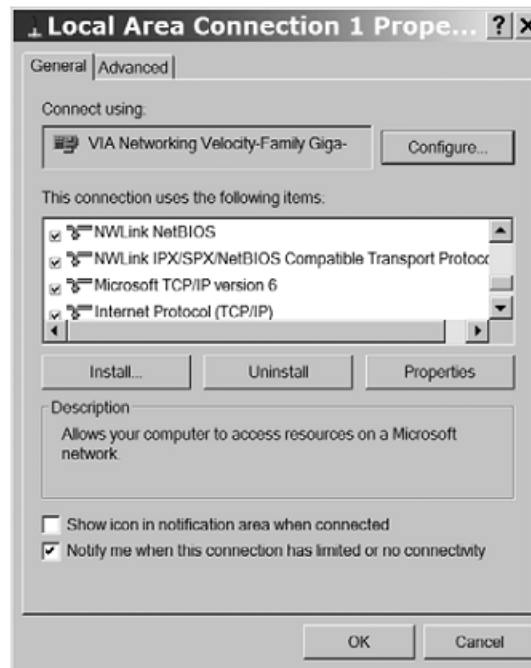 Local Area Connection 1 Prope... ? X
General Advanced
Connect using:
VIA Networking Velocity-Family Giga- Configure...
This connection uses the following items:
NWLink NetBIOS
NWLink IPX/SPX/NetBIOS Compatible Transport Protoco
Microsoft TCP/IP version 6
Internet Protocol (TCP/IP)
Install... Uninstall Properties
Description
Allows your computer to access resources on a Microsoft
network.
Show icon in notification area when connected
Notify me when this connection has limited or no connectivity
OK Cancel